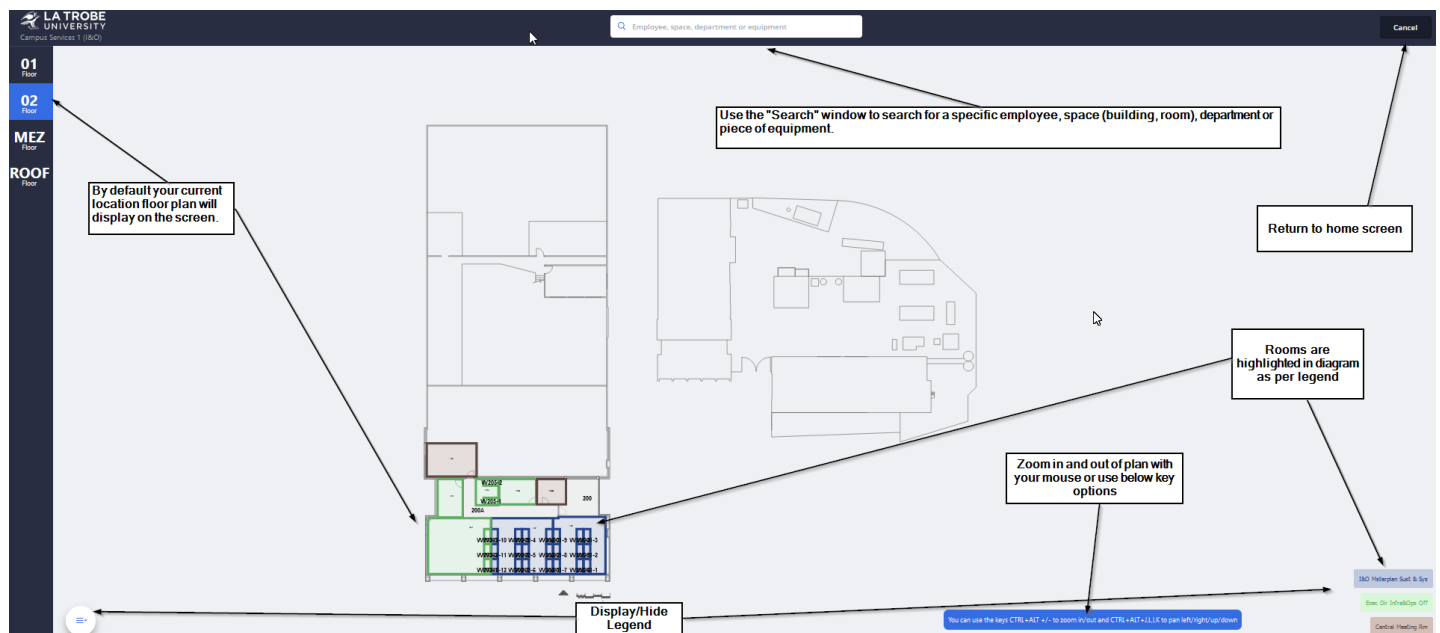 LA TROBE
UNIVERSITY
Campus Services 1 (I&O)
Employee, space, department or equipment
Cancel
01
Floor
02
Floor
MEZ
Floor
ROOF
Floor
Use the "Search" window to search for a specific employee, space (building, room), department or
piece of equipment.
By default your current
location floor plan will
display on the screen.
Return to home screen
Rooms are
highlighted in diagram
as per legend
Zoom in and out of plan with
your mouse or use below key
options
W205-2
W205-1
200
200A
I&O Materplan Sust & Sys
Exec Dir Infra&Ops Off
Central Meeting Rm
Display/Hide
Legend
You can use the keys CTRL+ALT +/- to zoom in/out and CTRL+ALT+J,L,I,K to pan left/right/up/down